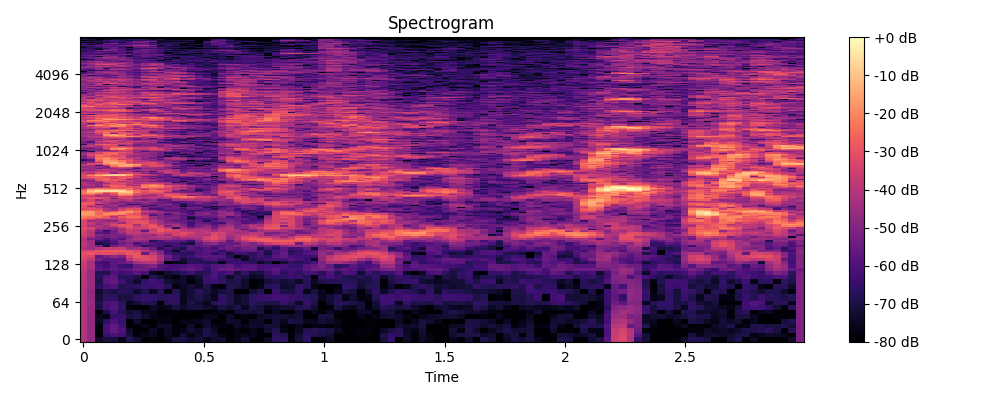 Spectrogram
4096
2048
1024
512
256
128
64
0
Hz
0
0.5
1
1.5
2
2.5
Time
+0 dB
-10 dB
-20 dB
-30 dB
-40 dB
-50 dB
-60 dB
-70 dB
-80 dB